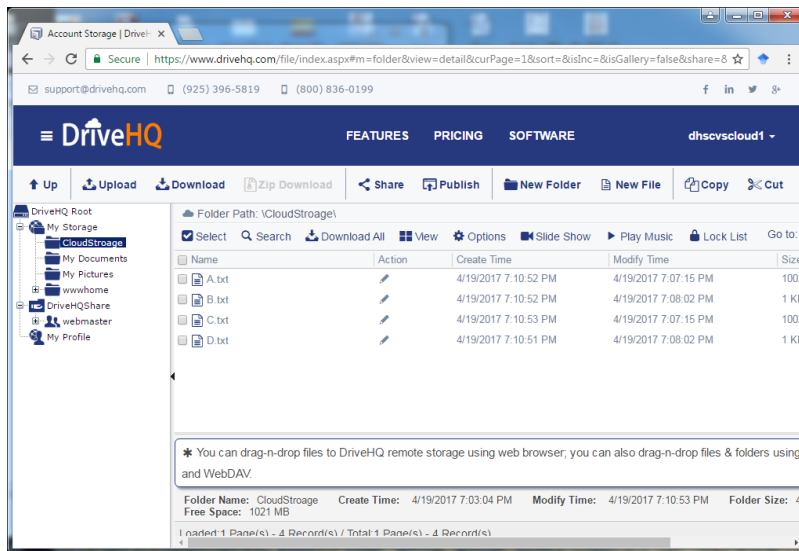 Account Storage | Drive
Secure https://www.drivehq.com/file/index.aspx#m=folder&view=detail&curPage=1&sort=&isInc=&isGallery=false&share=8
support@drivehq.com (925) 396-5819 (800) 836-0199
DriveHQ FEATURES PRICING SOFTWARE dhscvscloud1
Up Upload Download Zip Download Share Publish New Folder New File Copy Cut
DriveHQ Root
My Storage
CloudStroage
My Documents
My Pictures
wwwhome
DriveHQShare
webmaster
My Profile
Folder Path: \CloudStroage\
Select Search Download All View Options Slide Show Play Music Lock List Go to:
Name Action Create Time Modify Time Size
A.txt 4/19/2017 7:10:52 PM 4/19/2017 7:07:15 PM 100
B.txt 4/19/2017 7:10:52 PM 4/19/2017 7:08:02 PM 1 K
C.txt 4/19/2017 7:10:53 PM 4/19/2017 7:07:15 PM 100
D.txt 4/19/2017 7:10:51 PM 4/19/2017 7:08:02 PM 1 K
✱ You can drag-n-drop files to DriveHQ remote storage using web browser; you can also drag-n-drop files & folders using
and WebDAV.
Folder Name: CloudStroage Create Time: 4/19/2017 7:03:04 PM Modify Time: 4/19/2017 7:10:53 PM Folder Size: 4
Free Space: 1021 MB
Loaded:1 Page(s) - 4 Record(s) / Total:1 Page(s) - 4 Record(s)